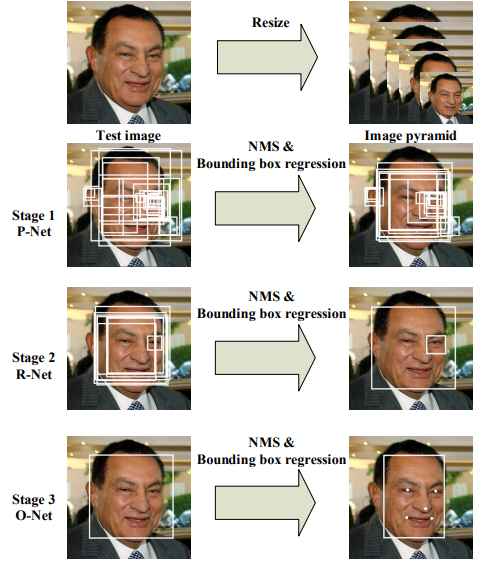 Resize
Test image
Image pyramid
NMS &
Bounding box regression
Stage 1
P-Net
NMS &
Bounding box regression
Stage 2
R-Net
NMS &
Bounding box regression
Stage 3
O-Net